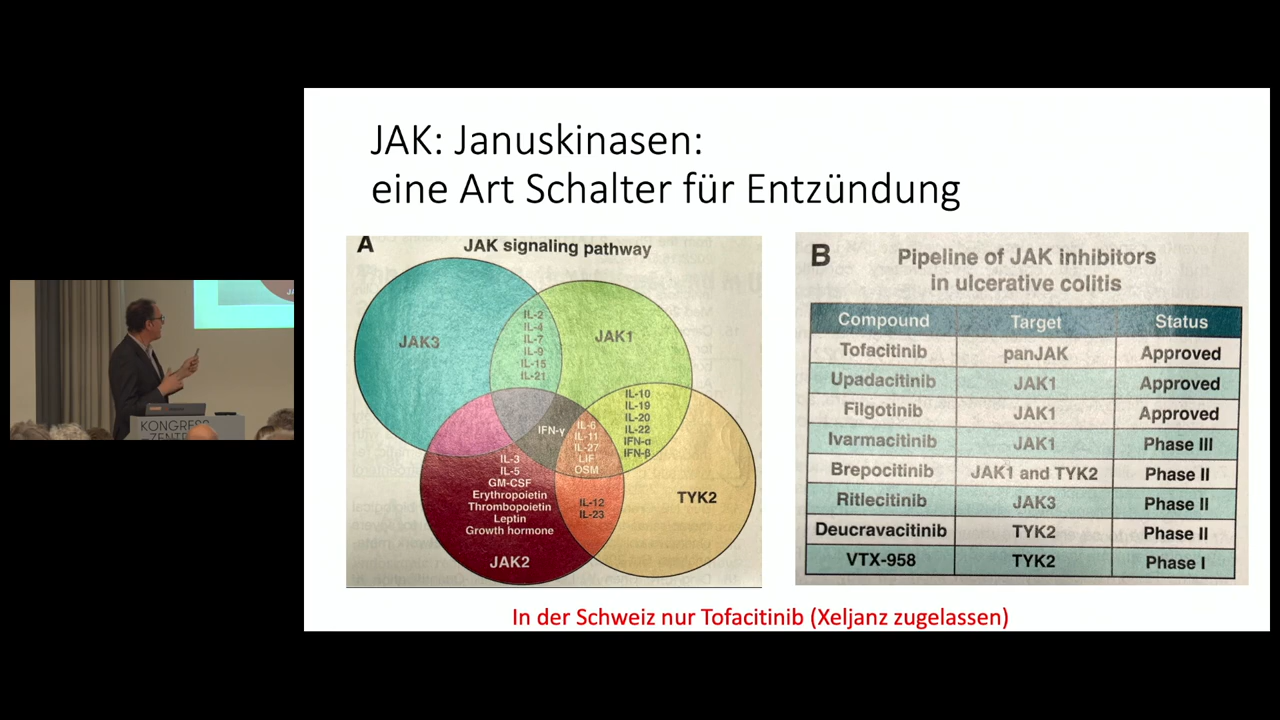 JAK: Januskinasen:
eine Art Schalter für Entzündung
A
JAK signaling pathway
JAK3
IL-2
IL-4
IL-7
IL-9
IL-15
IL-21
JAK1
IL-10
IL-19
IL-20
IL-22
IFN-α
IFN-β
IFN-γ
IL-6
IL-11
IL-27
LIF
OSM
IL-3
IL-5
GM-CSF
Erythropoietin
Thrombopoietin
Leptin
Growth hormone
JAK2
IL-12
IL-23
TYK2
B
Pipeline of JAK inhibitors
in ulcerative colitis
Compound Target Status
Tofacitinib panJAK Approved
Upadacitinib JAK1 Approved
Filgotinib JAK1 Approved
Ivarmacitinib JAK1 Phase III
Brepocitinib JAK1 and TYK2 Phase II
Ritlecitinib JAK3 Phase II
Deucravacitinib TYK2 Phase II
VTX-958 TYK2 Phase I
In der Schweiz nur Tofacitinib (Xeljanz zugelassen)
KONGRESS